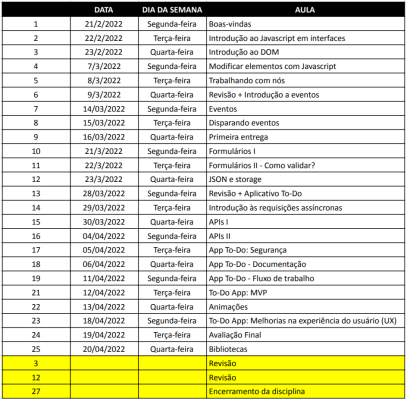 DATA DIA DA SEMANA AULA
1 21/2/2022 Segunda-feira Boas-vindas
2 22/2/2022 Terça-feira Introdução ao Javascript em interfaces
3 23/2/2022 Quarta-feira Introdução ao DOM
4 7/3/2022 Segunda-feira Modificar elementos com Javascript
5 8/3/2022 Terça-feira Trabalhando com nós
6 9/3/2022 Quarta-feira Revisão + Introdução a eventos
7 14/03/2022 Segunda-feira Eventos
8 15/03/2022 Terça-feira Disparando eventos
9 16/03/2022 Quarta-feira Primeira entrega
10 21/3/2022 Segunda-feira Formulários I
11 22/3/2022 Terça-feira Formulários II - Como validar?
12 23/3/2022 Quarta-feira JSON e storage
13 28/03/2022 Segunda-feira Revisão + Aplicativo To-Do
14 29/03/2022 Terça-feira Introdução às requisições assíncronas
15 30/03/2022 Quarta-feira APIs I
16 04/04/2022 Segunda-feira APIs II
17 05/04/2022 Terça-feira App To-Do: Segurança
18 06/04/2022 Quarta-feira App To-Do - Documentação
19 11/04/2022 Segunda-feira App To-Do - Fluxo de trabalho
21 12/04/2022 Terça-feira To-Do App: MVP
22 13/04/2022 Quarta-feira Animações
23 18/04/2022 Segunda-feira To-Do App: Melhorias na experiência do usuário (UX)
24 19/04/2022 Terça-feira Avaliação Final
25 20/04/2022 Quarta-feira Bibliotecas
3 Revisão
12 Revisão
27 Encerramento da disciplina